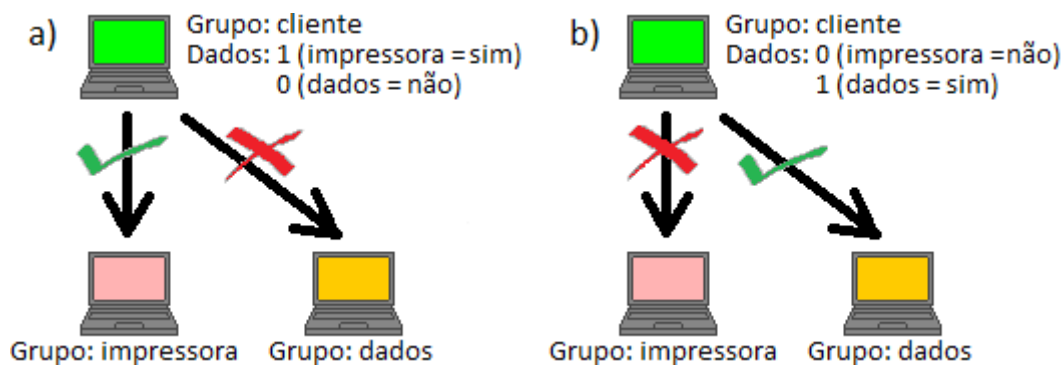 a)
Grupo: cliente
Dados: 1 (impressora = sim)
0 (dados = não)
Grupo: impressora
Grupo: dados
b)
Grupo: cliente
Dados: 0 (impressora =não)
1 (dados = sim)
Grupo: impressora
Grupo: dados